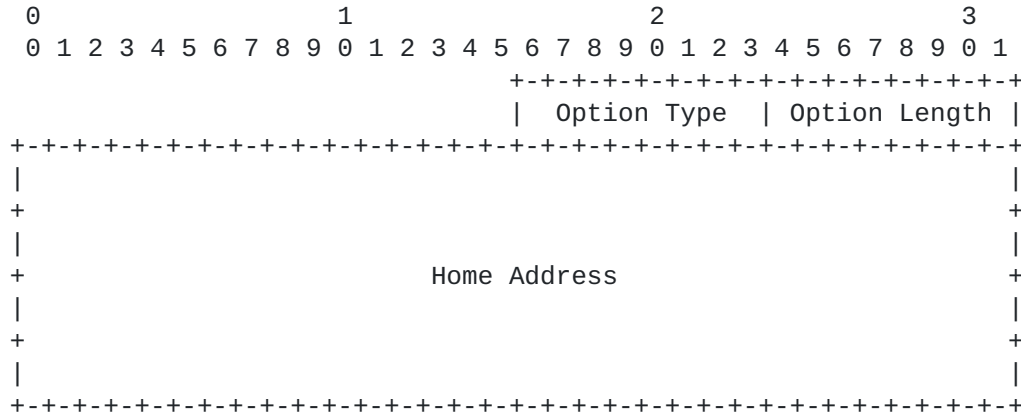 0                   1                   2                   3
 0 1 2 3 4 5 6 7 8 9 0 1 2 3 4 5 6 7 8 9 0 1 2 3 4 5 6 7 8 9 0 1
                                +-+-+-+-+-+-+-+-+-+-+-+-+-+-+-+-+
                                |  Option Type  | Option Length |
+-+-+-+-+-+-+-+-+-+-+-+-+-+-+-+-+-+-+-+-+-+-+-+-+-+-+-+-+-+-+-+-+
|                                                               |
+                                                               +
|                                                               |
+                          Home Address                         +
|                                                               |
+                                                               +
|                                                               |
+-+-+-+-+-+-+-+-+-+-+-+-+-+-+-+-+-+-+-+-+-+-+-+-+-+-+-+-+-+-+-+-+